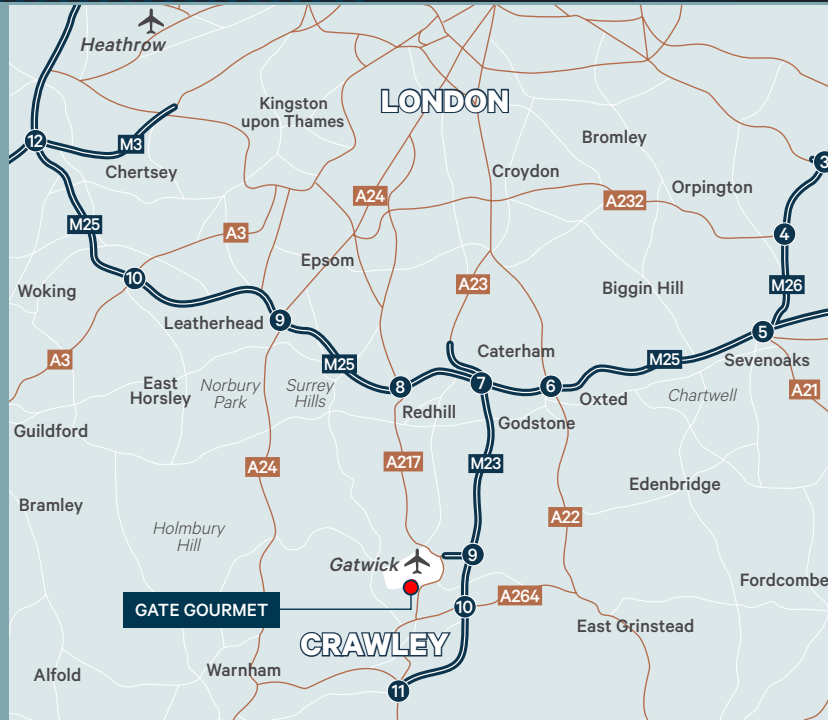 Heathrow
LONDON
Kingston
upon Thames
12
M3
Chertsey
Bromley
3
Croydon
Orpington
A24
A232
M25
A3
4
Epsom
10
A23
Biggin Hill
M26
Woking
Leatherhead
9
5
A3
M25
Caterham
M25
Sevenoaks
8
7
6
East
Horsley
Norbury
Park
Surrey
Hills
Redhill
Oxted
Chartwell
A21
Guildford
Godstone
A24
A217
M23
Edenbridge
Bramley
A22
Holmbury
Hill
Gatwick
9
Fordcombe
GATE GOURMET
10
A264
CRAWLEY
East Grinstead
Alfold
Warnham
11